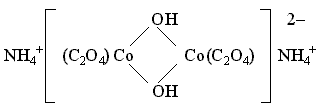 OH 2–
NH4+ [ (C2O4) Co Co(C2O4) ] NH4+
OH